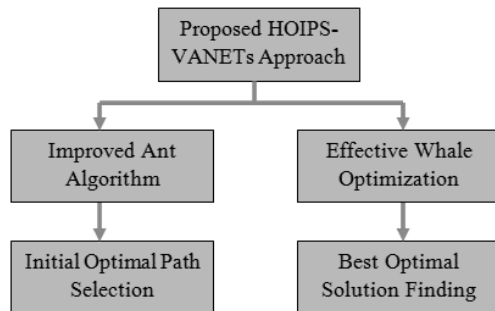 Proposed HOIPS-
VANETs Approach
Improved Ant
Algorithm
Effective Whale
Optimization
Initial Optimal Path
Selection
Best Optimal
Solution Finding